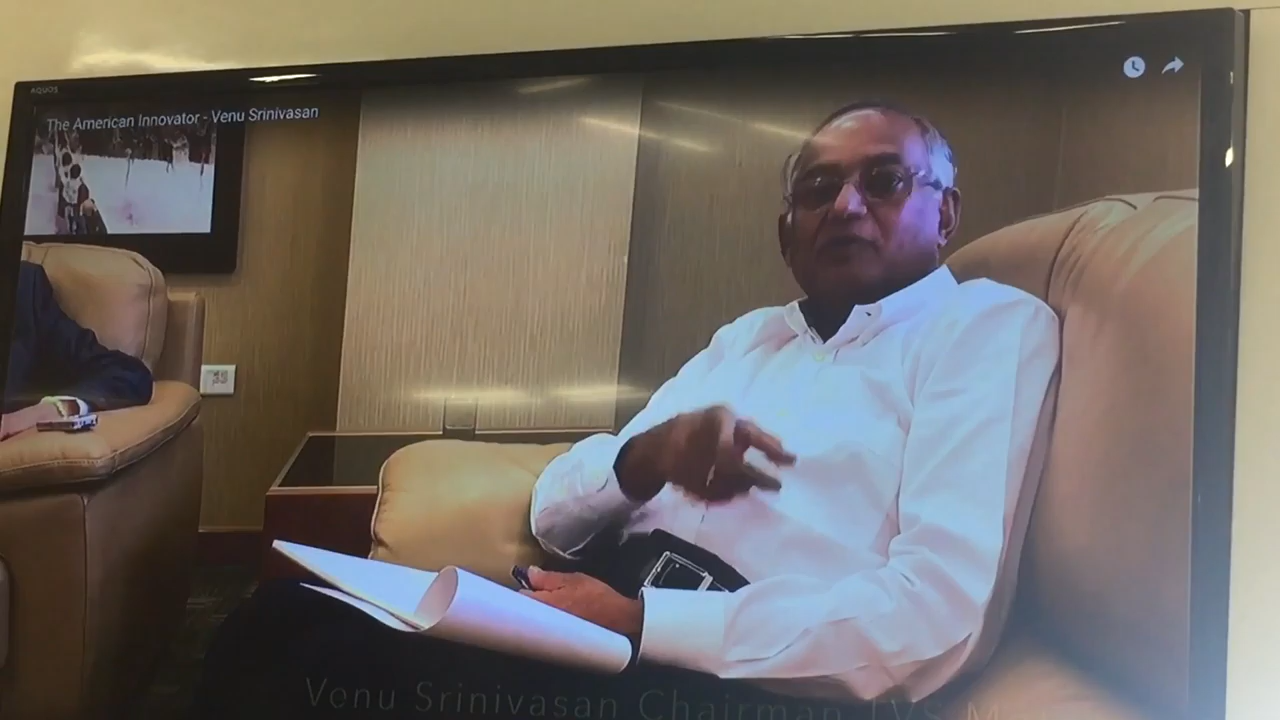 AQUOS
The American Innovator - Venu Srinivasan
Venu Srinivasan Chairman TVS M